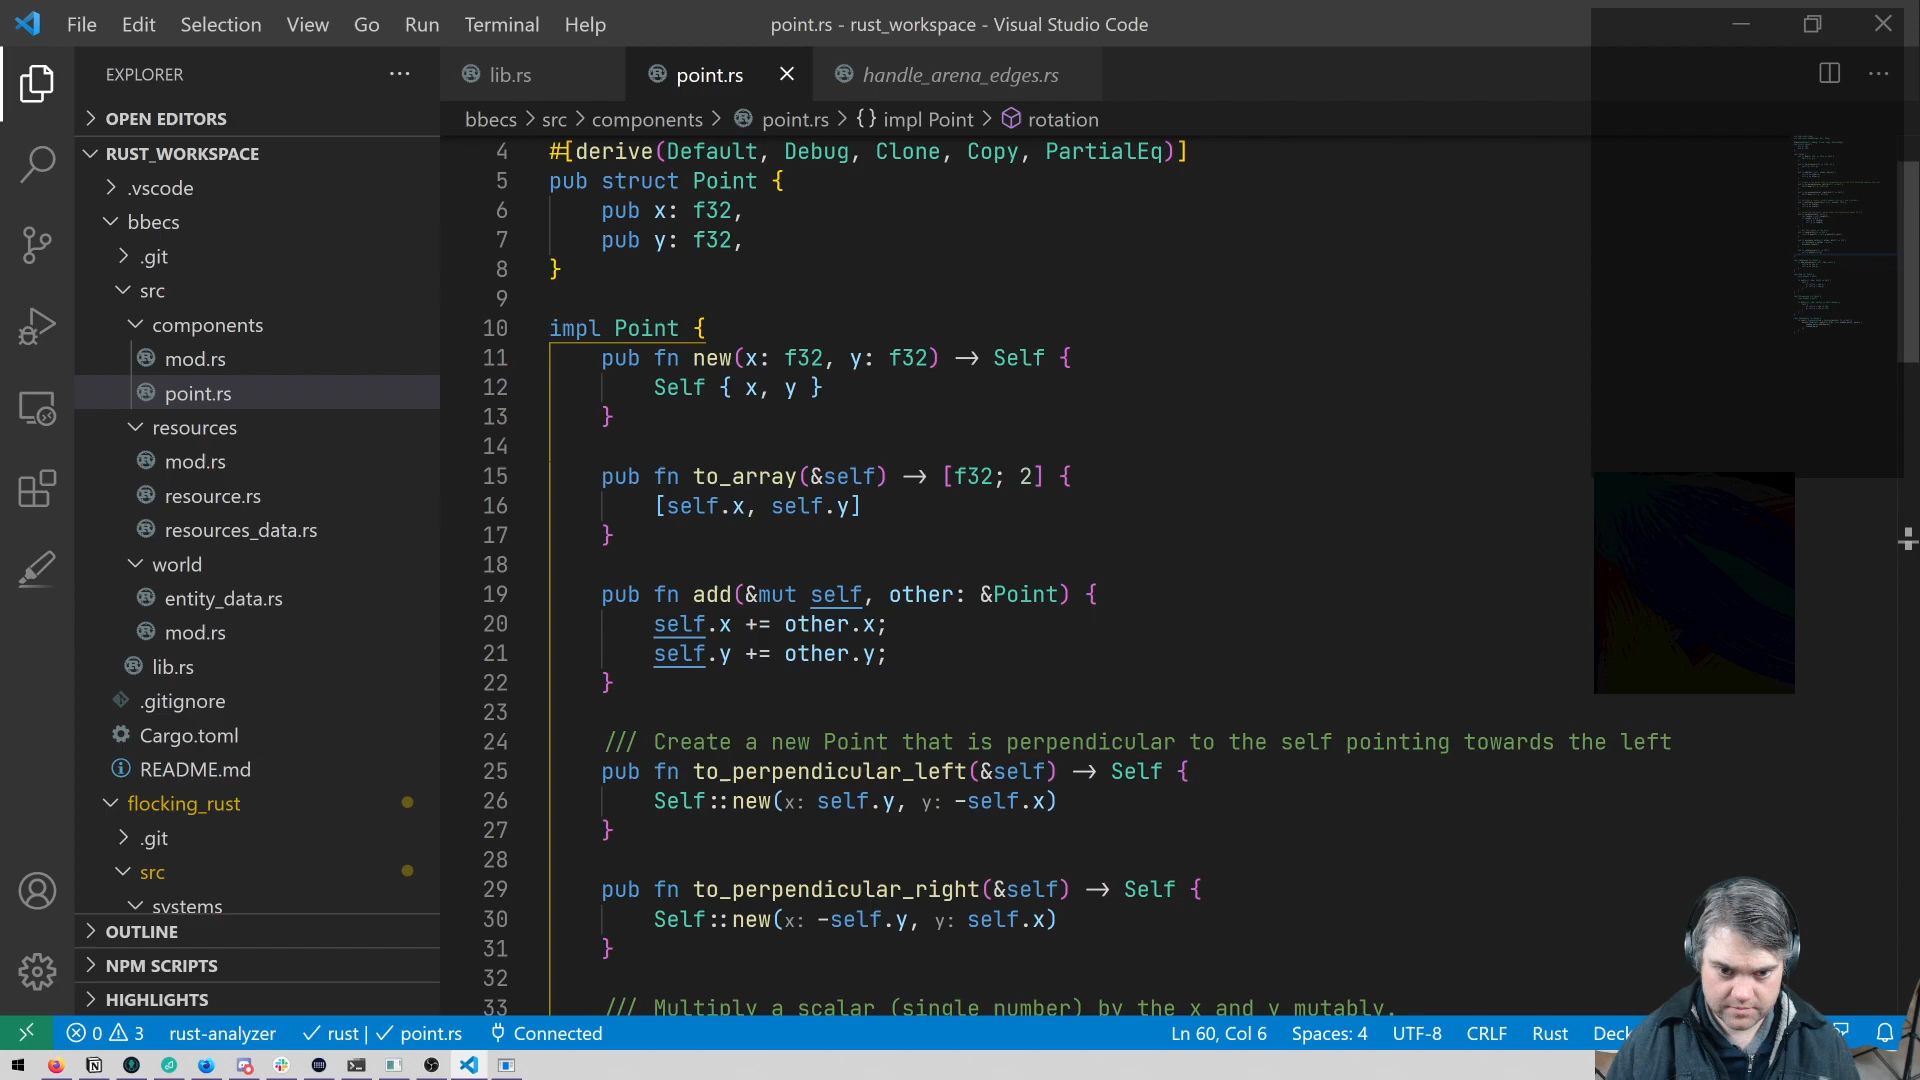 File Edit Selection View Go Run Terminal Help
point.rs - rust_workspace - Visual Studio Code
EXPLORER
lib.rs
point.rs
handle_arena_edges.rs
OPEN EDITORS
bbecs > src > components > point.rs > {} impl Point > rotation
RUST_WORKSPACE
.vscode
bbecs
.git
src
components
mod.rs
point.rs
resources
mod.rs
resource.rs
resources_data.rs
world
entity_data.rs
mod.rs
lib.rs
.gitignore
Cargo.toml
README.md
flocking_rust
.git
src
systems
OUTLINE
NPM SCRIPTS
HIGHLIGHTS
4 #[derive(Default, Debug, Clone, Copy, PartialEq)]
5 pub struct Point {
6 pub x: f32,
7 pub y: f32,
8 }
9
10 impl Point {
11 pub fn new(x: f32, y: f32) → Self {
12 Self { x, y }
13 }
14
15 pub fn to_array(&self) → [f32; 2] {
16 [self.x, self.y]
17 }
18
19 pub fn add(&mut self, other: &Point) {
20 self.x += other.x;
21 self.y += other.y;
22 }
23
24 /// Create a new Point that is perpendicular to the self pointing towards the left
25 pub fn to_perpendicular_left(&self) → Self {
26 Self::new(x: self.y, y: -self.x)
27 }
28
29 pub fn to_perpendicular_right(&self) → Self {
30 Self::new(x: -self.y, y: self.x)
31 }
32
33 /// Multiply a scalar (single number) by the x and y mutably.
0 3 rust-analyzer ✓ rust | ✓ point.rs Connected
Ln 60, Col 6 Spaces: 4 UTF-8 CRLF Rust